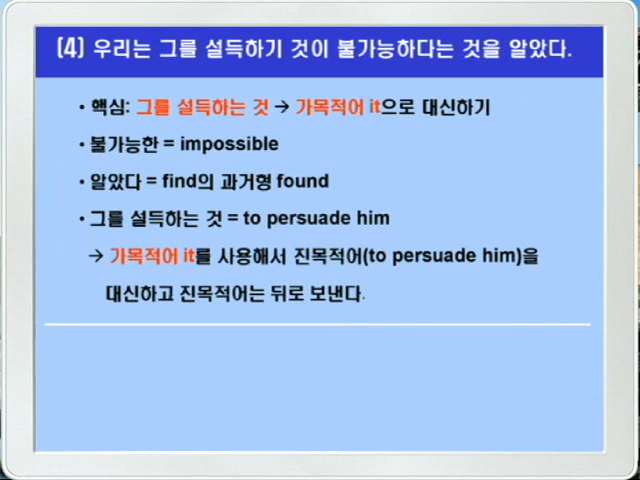 (4) 우리는 그를 설득하기 것이 불가능하다는 것을 알았다.
• 핵심: 그를 설득하는 것 → 가목적어 it으로 대신하기
• 불가능한 = impossible
• 알았다 = find의 과거형 found
• 그를 설득하는 것 = to persuade him
→ 가목적어 it를 사용해서 진목적어(to persuade him)을
대신하고 진목적어는 뒤로 보낸다.